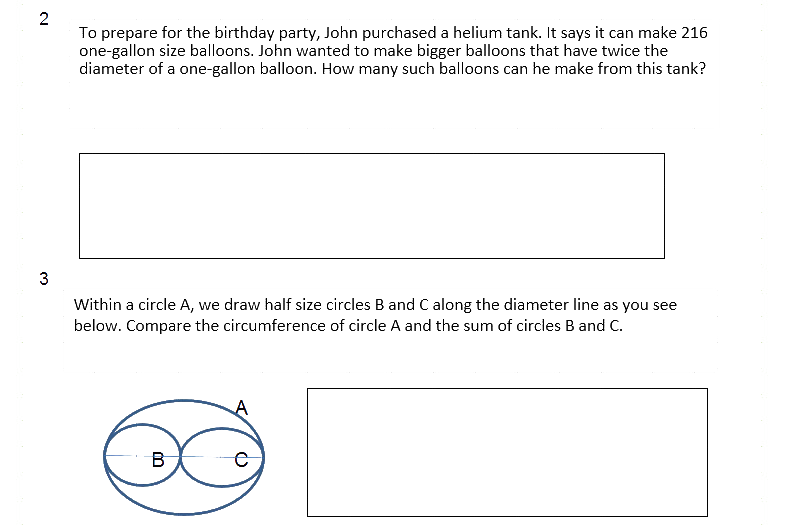 2
To prepare for the birthday party, John purchased a helium tank. It says it can make 216
one-gallon size balloons. John wanted to make bigger balloons that have twice the
diameter of a one-gallon balloon. How many such balloons can he make from this tank?
3
Within a circle A, we draw half size circles B and C along the diameter line as you see
below. Compare the circumference of circle A and the sum of circles B and C.
A
B C